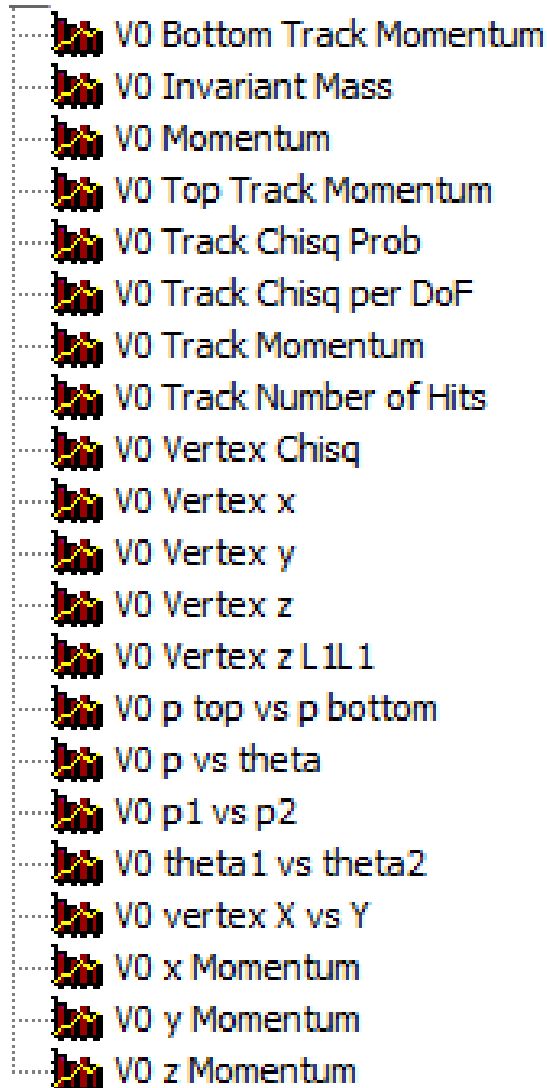 V0 Bottom Track Momentum
V0 Invariant Mass
V0 Momentum
V0 Top Track Momentum
V0 Track Chisq Prob
V0 Track Chisq per DoF
V0 Track Momentum
V0 Track Number of Hits
V0 Vertex Chisq
V0 Vertex x
V0 Vertex y
V0 Vertex z
V0 Vertex z L1L1
V0 p top vs p bottom
V0 p vs theta
V0 p1 vs p2
V0 theta1 vs theta2
V0 vertex X vs Y
V0 x Momentum
V0 y Momentum
V0 z Momentum